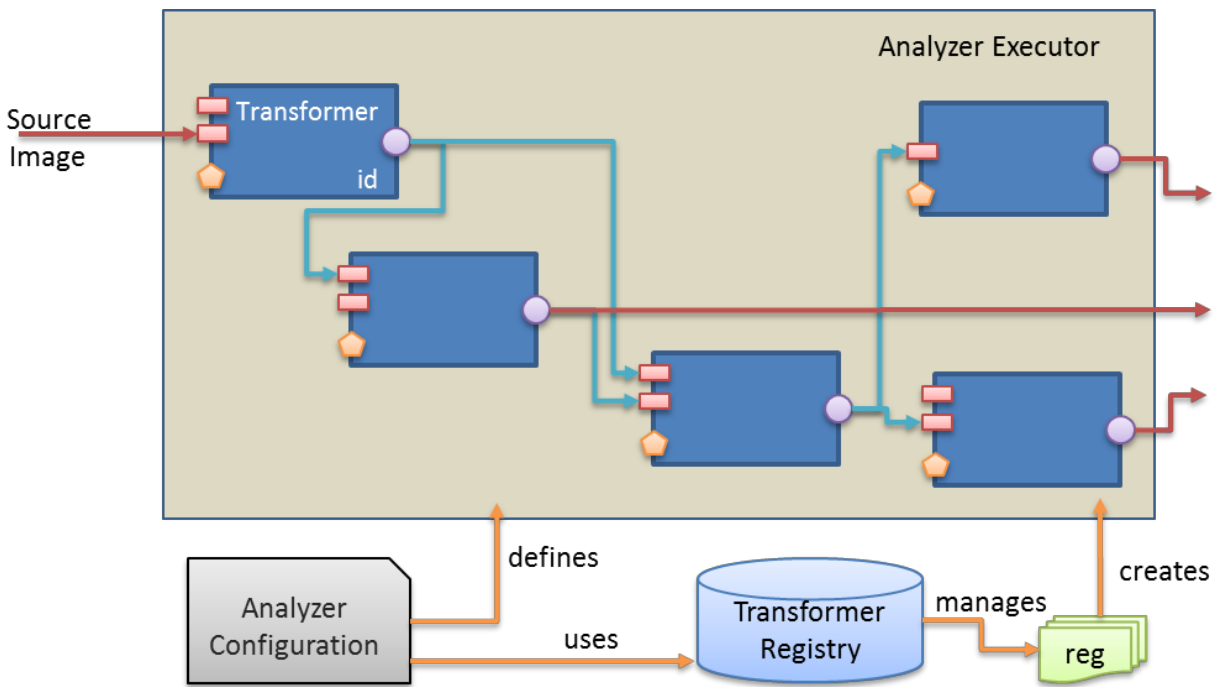 Analyzer Executor
Source
Image
Transformer
id
defines
creates
Analyzer
Configuration
uses
Transformer
Registry
manages
reg